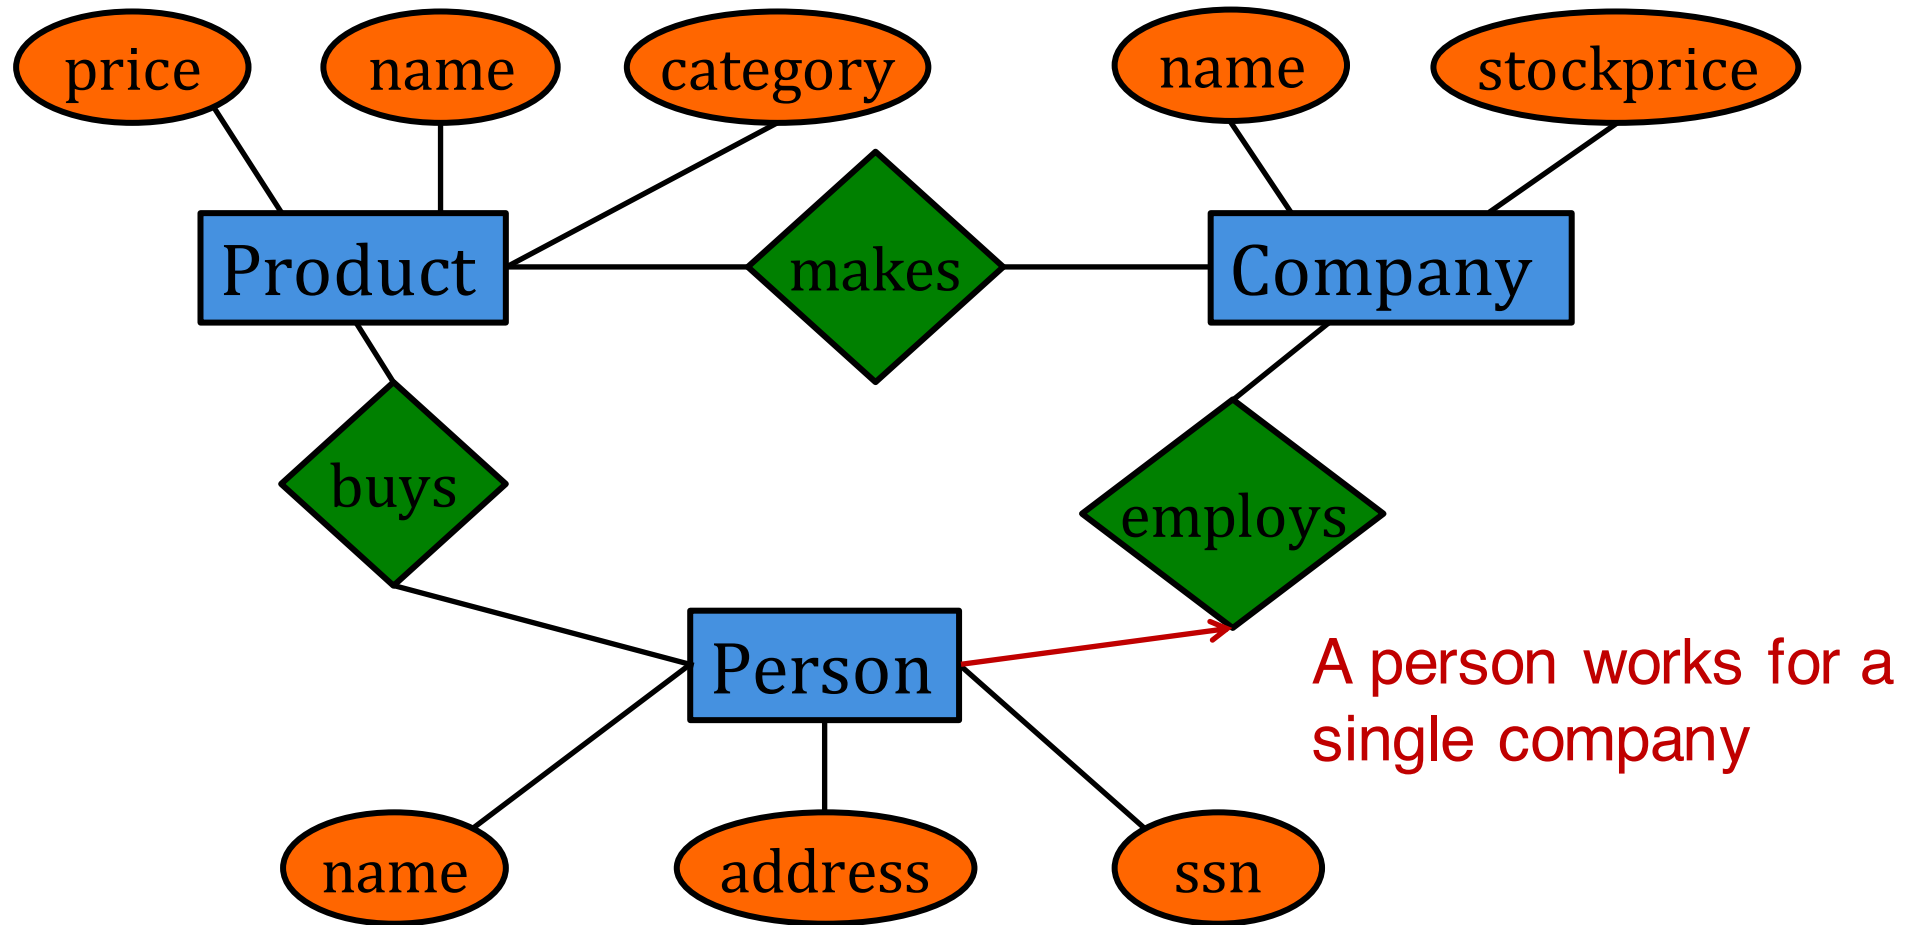 price
name
category
name
stockprice
Product
makes
Company
buys
employs
Person
A person works for a
single company
name
address
ssn